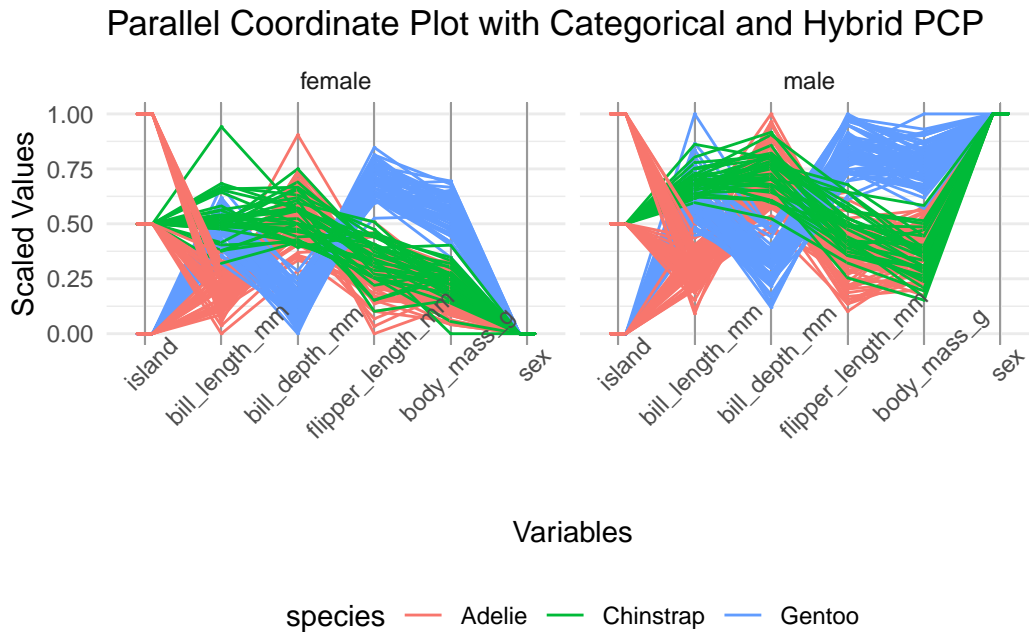 Parallel Coordinate Plot with Categorical and Hybrid PCP
female
male
Scaled Values
1.00
0.75
0.50
0.25
0.00
island
bill_length_mm
bill_depth_mm
flipper_length_mm
body_mass_g
sex
island
bill_length_mm
bill_depth_mm
flipper_length_mm
body_mass_g
sex
Variables
species Adelie Chinstrap Gentoo